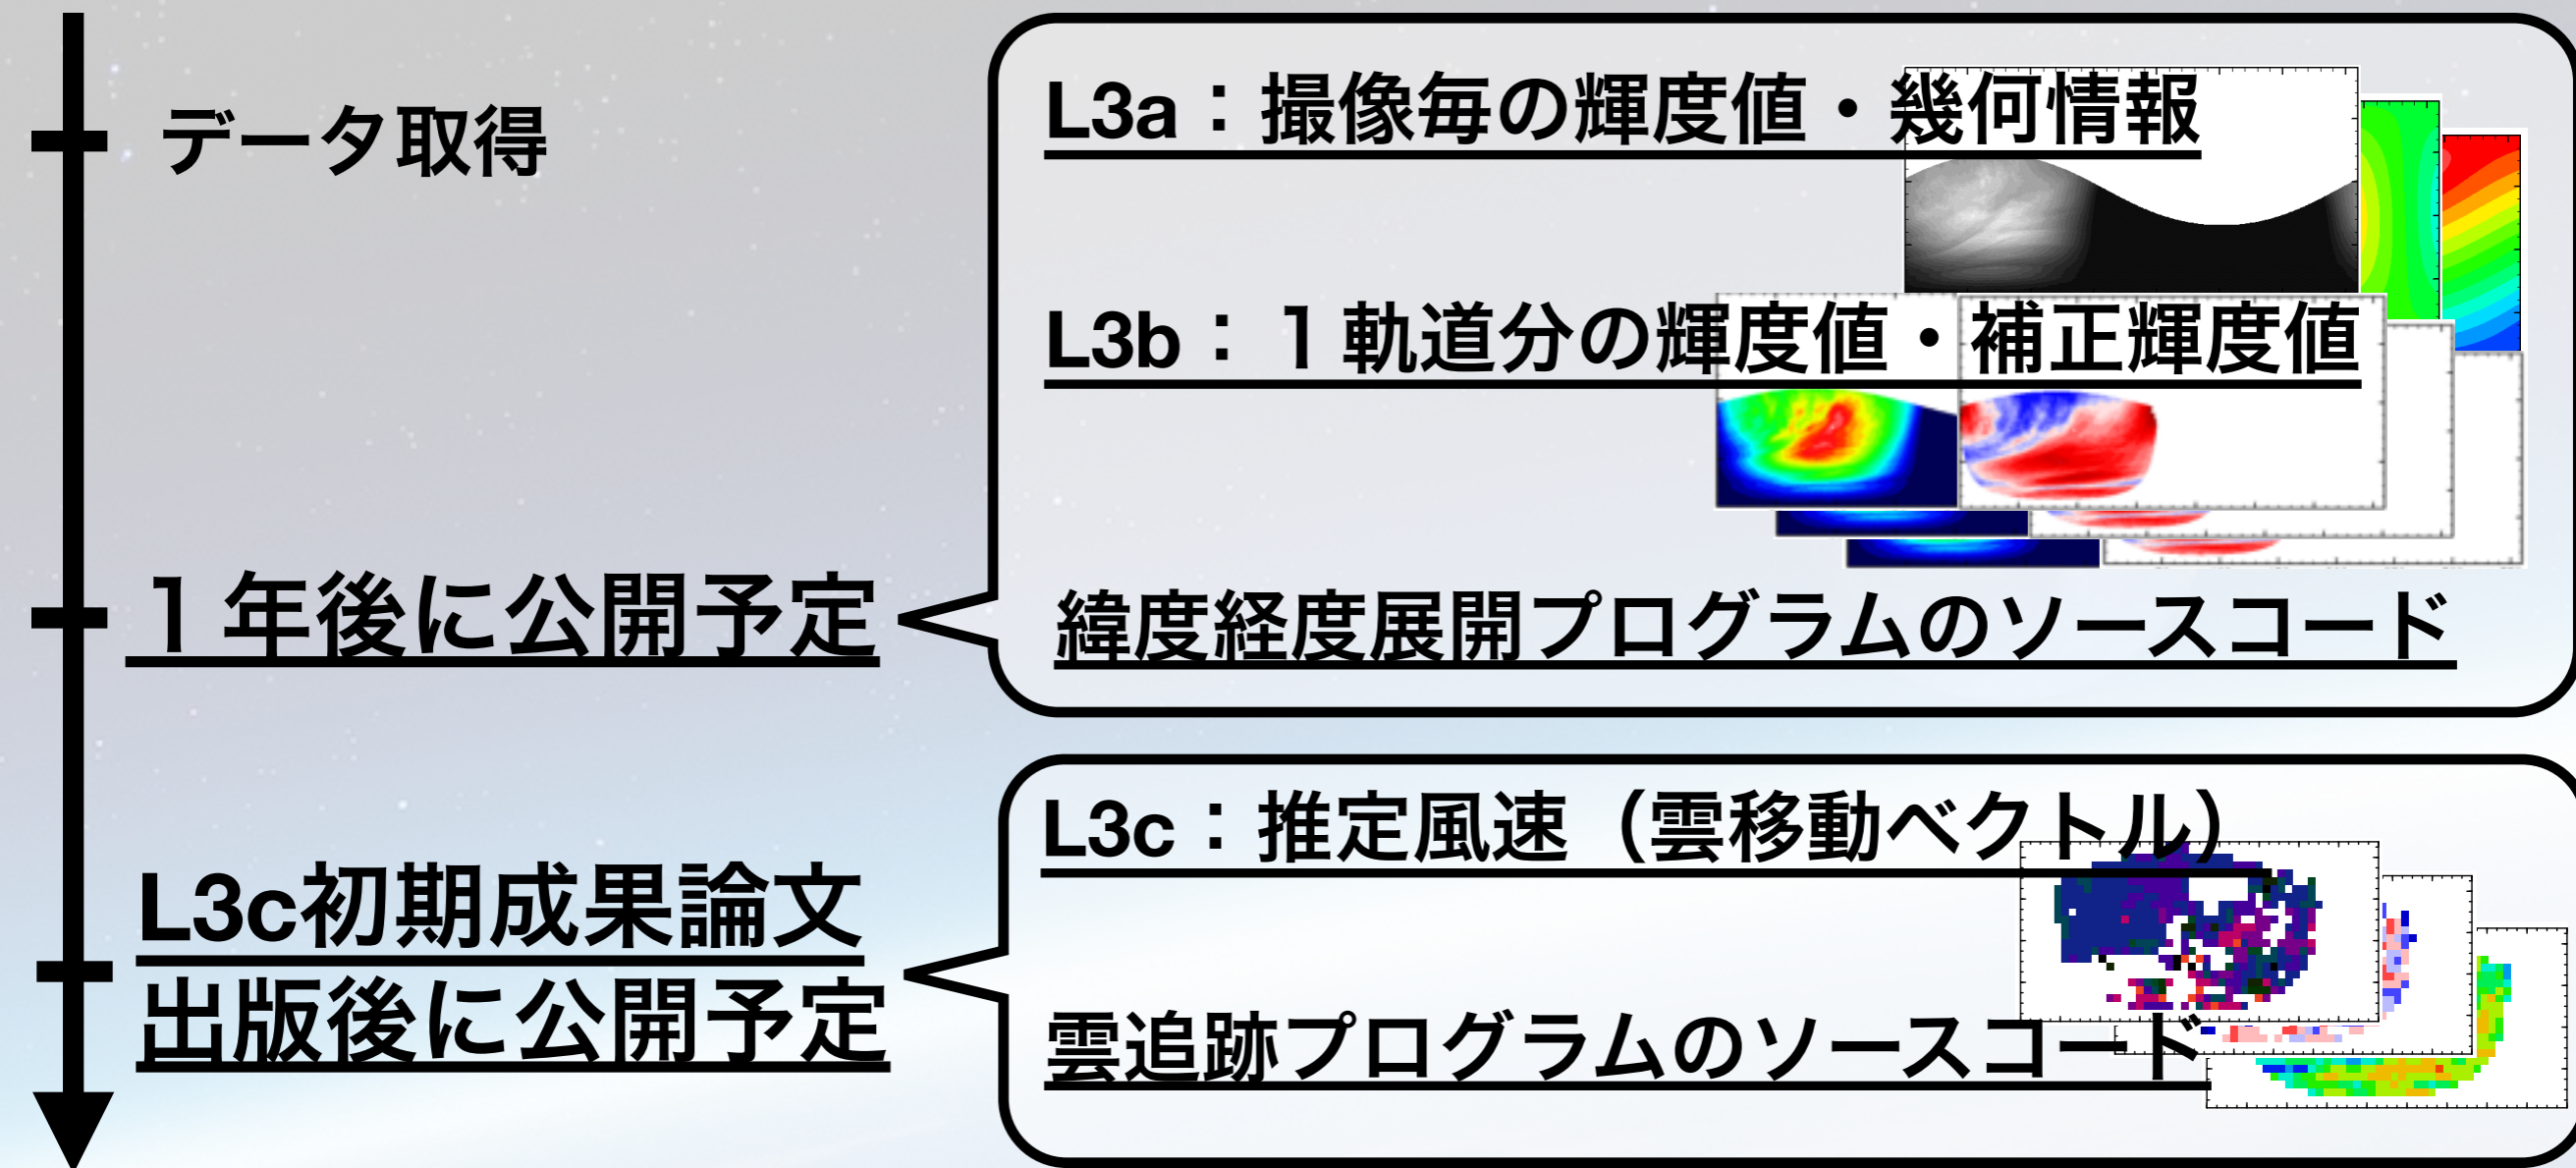 データ取得
L3a：撮像毎の輝度値・幾何情報
L3b：１軌道分の輝度値・補正輝度値
１年後に公開予定
緯度経度展開プログラムのソースコード
L3c：推定風速（雲移動ベクトル）
L3c初期成果論文
出版後に公開予定
雲追跡プログラムのソースコード